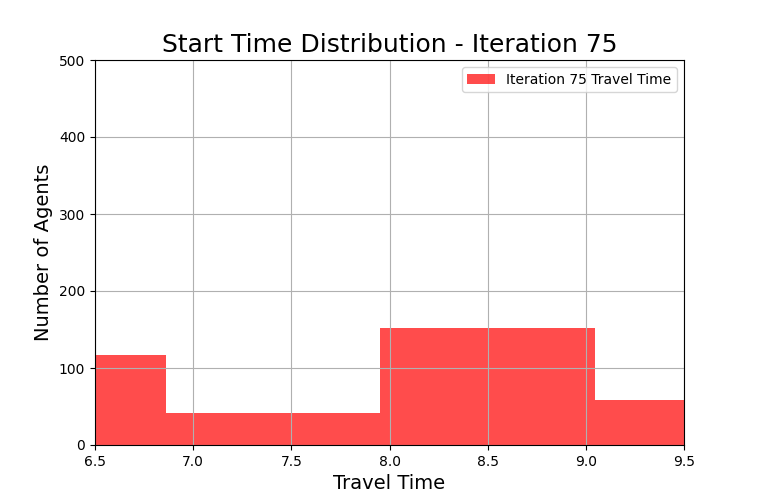 Start Time Distribution - Iteration 75
Iteration 75 Travel Time
Number of Agents
500
400
300
200
100
0
6.5 7.0 7.5 8.0 8.5 9.0 9.5
Travel Time